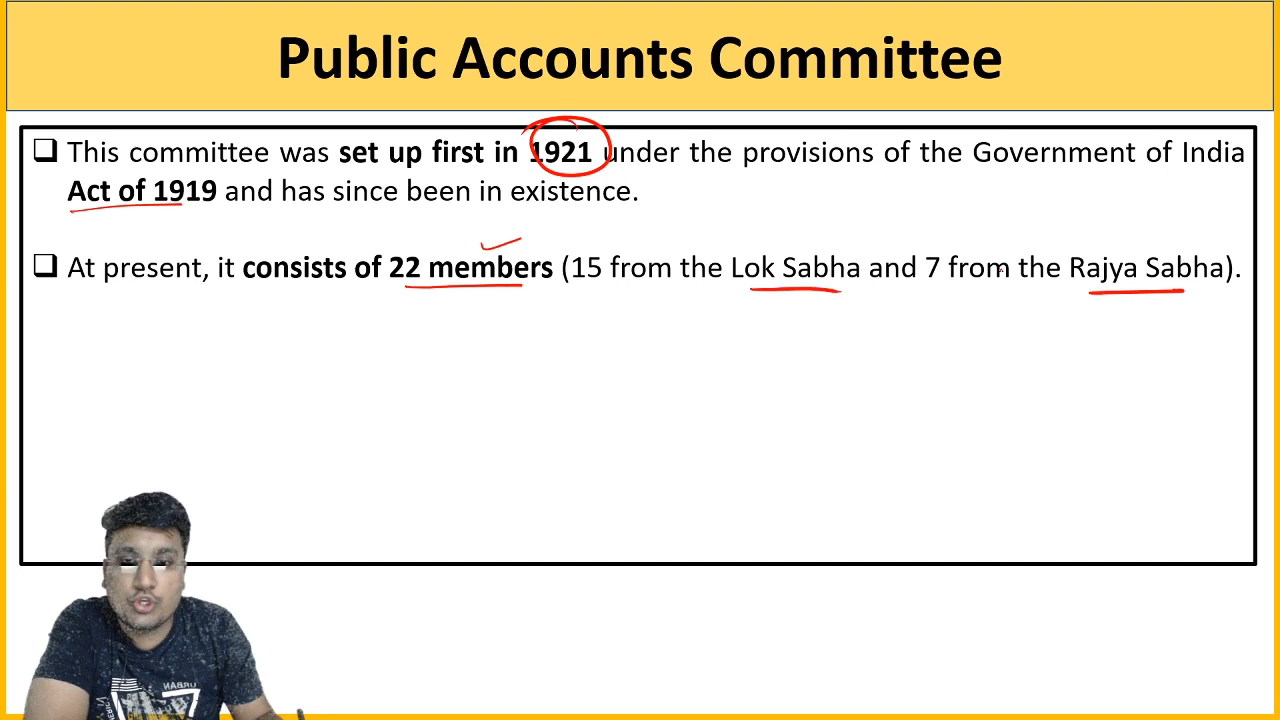 Public Accounts Committee
❑ This committee was set up first in 1921 under the provisions of the Government of India
Act of 1919 and has since been in existence.
❑ At present, it consists of 22 members (15 from the Lok Sabha and 7 from the Rajya Sabha).
URBAN